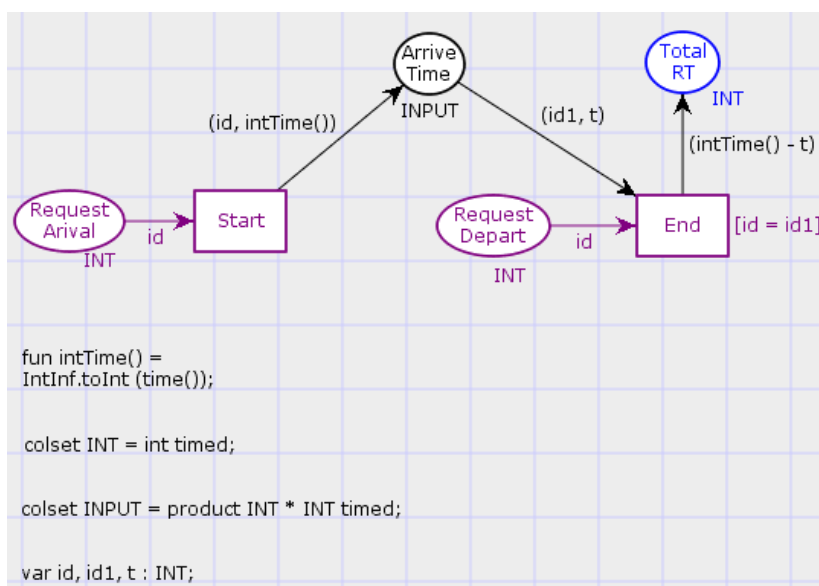 Arrive
Time
INPUT
Total
RT
INT
(id, intTime())
(id1, t)
(intTime() - t)
Request
Arival
INT
id
Start
Request
Depart
INT
id
End
[id = id1]
fun intTime() =
IntInf.toInt (time());
colset INT = int timed;
colset INPUT = product INT * INT timed;
var id, id1, t : INT;